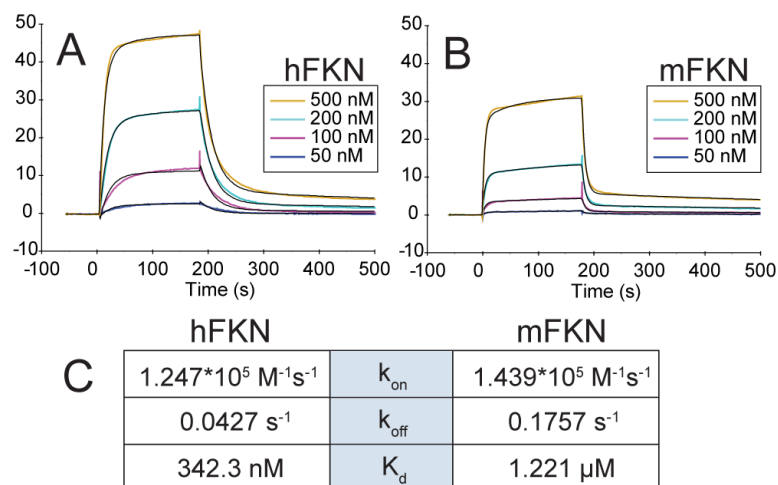 A
hFKN
500 nM
200 nM
100 nM
50 nM
50
40
30
20
10
0
-10
-100 0 100 200 300 400 500
Time (s)
B
mFKN
500 nM
200 nM
100 nM
50 nM
50
40
30
20
10
0
-10
-100 0 100 200 300 400 500
Time (s)
C
hFKN mFKN
1.247*10⁵ M⁻¹s⁻¹ kₒₙ 1.439*10⁵ M⁻¹s⁻¹
0.0427 s⁻¹ k_off 0.1757 s⁻¹
342.3 nM K_d 1.221 µM